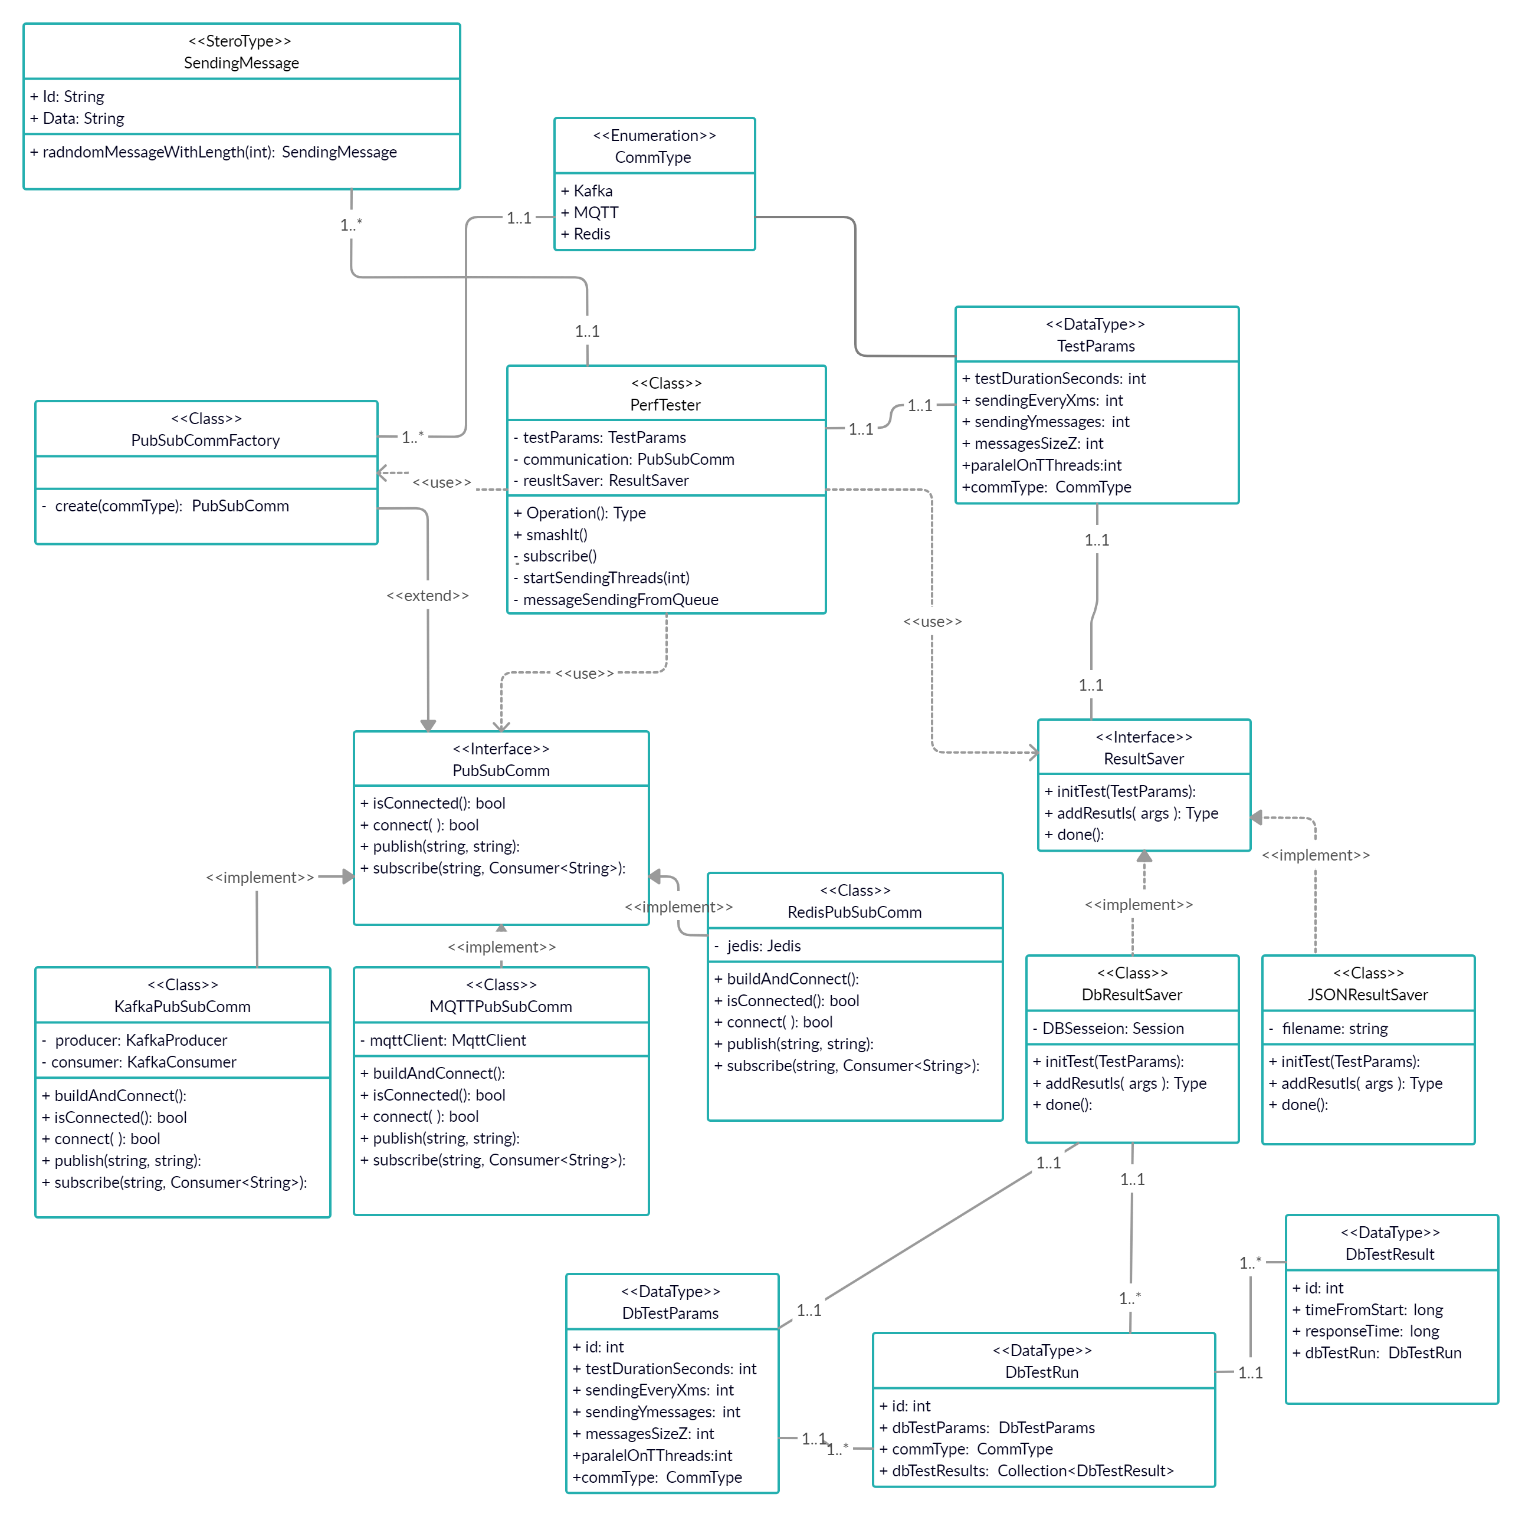 <<SteroType>>
SendingMessage
+ Id: String
+ Data: String
+ radndomMessageWithLength(int): SendingMessage
1..*
<<Enumeration>>
CommType
+ Kafka
+ MQTT
+ Redis
1..1
1..1
<<DataType>>
TestParams
+ testDurationSeconds: int
+ sendingEveryXms: int
+ sendingYmessages: int
+ messagesSizeZ: int
+paralelOnTThreads:int
+commType: CommType
<<Class>>
PerfTester
- testParams: TestParams
- communication: PubSubComm
- reusltSaver: ResultSaver
+ Operation(): Type
+ smashIt()
- subscribe()
- startSendingThreads(int)
- messageSendingFromQueue
1..1
1..1
<<Class>>
PubSubCommFactory
- create(commType): PubSubComm
1..*
<<use>>
<<extend>>
<<use>>
<<use>>
1..1
1..1
<<Interface>>
PubSubComm
+ isConnected(): bool
+ connect( ): bool
+ publish(string, string):
+ subscribe(string, Consumer<String>):
<<Interface>>
ResultSaver
+ initTest(TestParams):
+ addResutls( args ): Type
+ done():
<<implement>>
<<implement>>
<<implement>>
<<implement>>
<<implement>>
<<Class>>
KafkaPubSubComm
- producer: KafkaProducer
- consumer: KafkaConsumer
+ buildAndConnect():
+ isConnected(): bool
+ connect( ): bool
+ publish(string, string):
+ subscribe(string, Consumer<String>):
<<Class>>
MQTTPubSubComm
- mqttClient: MqttClient
+ buildAndConnect():
+ isConnected(): bool
+ connect( ): bool
+ publish(string, string):
+ subscribe(string, Consumer<String>):
<<Class>>
RedisPubSubComm
- jedis: Jedis
+ buildAndConnect():
+ isConnected(): bool
+ connect( ): bool
+ publish(string, string):
+ subscribe(string, Consumer<String>):
<<Class>>
DbResultSaver
- DBSesseion: Session
+ initTest(TestParams):
+ addResutls( args ): Type
+ done():
<<Class>>
JSONResultSaver
- filename: string
+ initTest(TestParams):
+ addResutls( args ): Type
+ done():
1..1
1..1
1..1
1..*
<<DataType>>
DbTestParams
+ id: int
+ testDurationSeconds: int
+ sendingEveryXms: int
+ sendingYmessages: int
+ messagesSizeZ: int
+paralelOnTThreads:int
+commType: CommType
1..1
1..*
<<DataType>>
DbTestRun
+ id: int
+ dbTestParams: DbTestParams
+ commType: CommType
+ dbTestResults: Collection<DbTestResult>
1..*
1..1
<<DataType>>
DbTestResult
+ id: int
+ timeFromStart: long
+ responseTime: long
+ dbTestRun: DbTestRun